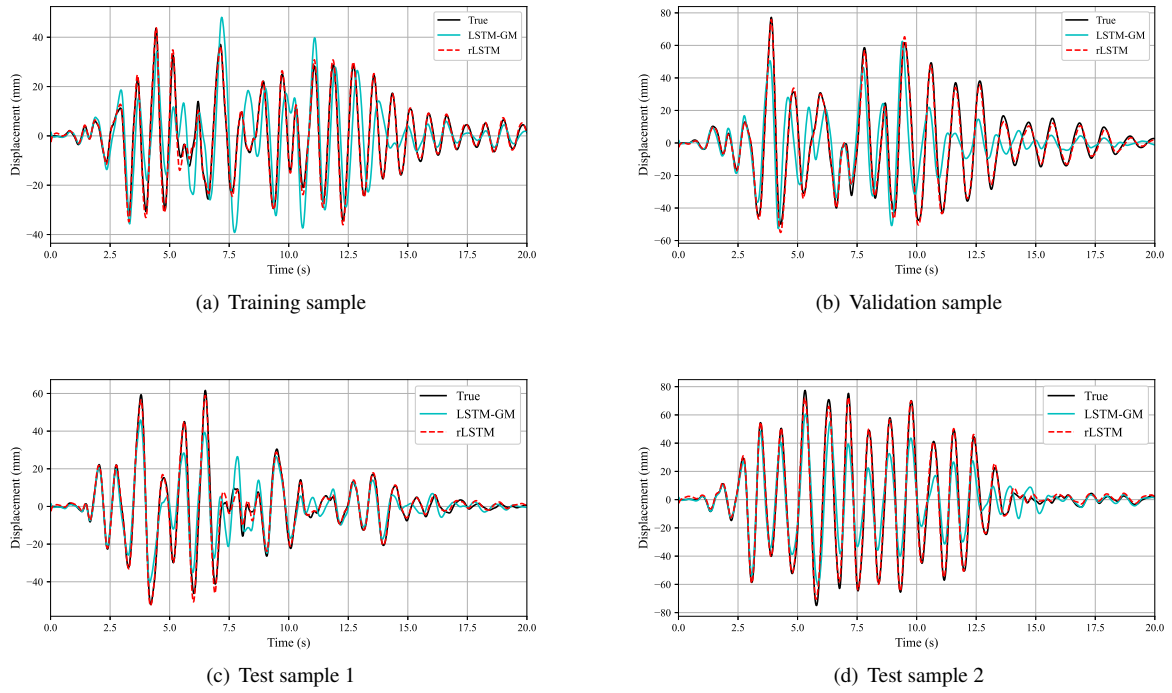 True
LSTM-GM
rLSTM
40
20
0
−20
−40
Displacement (mm)
0.0 2.5 5.0 7.5 10.0 12.5 15.0 17.5 20.0
Time (s)
(a) Training sample
True
LSTM-GM
rLSTM
80
60
40
20
0
−20
−40
−60
Displacement (mm)
0.0 2.5 5.0 7.5 10.0 12.5 15.0 17.5 20.0
Time (s)
(b) Validation sample
True
LSTM-GM
rLSTM
60
40
20
0
−20
−40
Displacement (mm)
0.0 2.5 5.0 7.5 10.0 12.5 15.0 17.5 20.0
Time (s)
(c) Test sample 1
True
LSTM-GM
rLSTM
80
60
40
20
0
−20
−40
−60
−80
Displacement (mm)
0.0 2.5 5.0 7.5 10.0 12.5 15.0 17.5 20.0
Time (s)
(d) Test sample 2